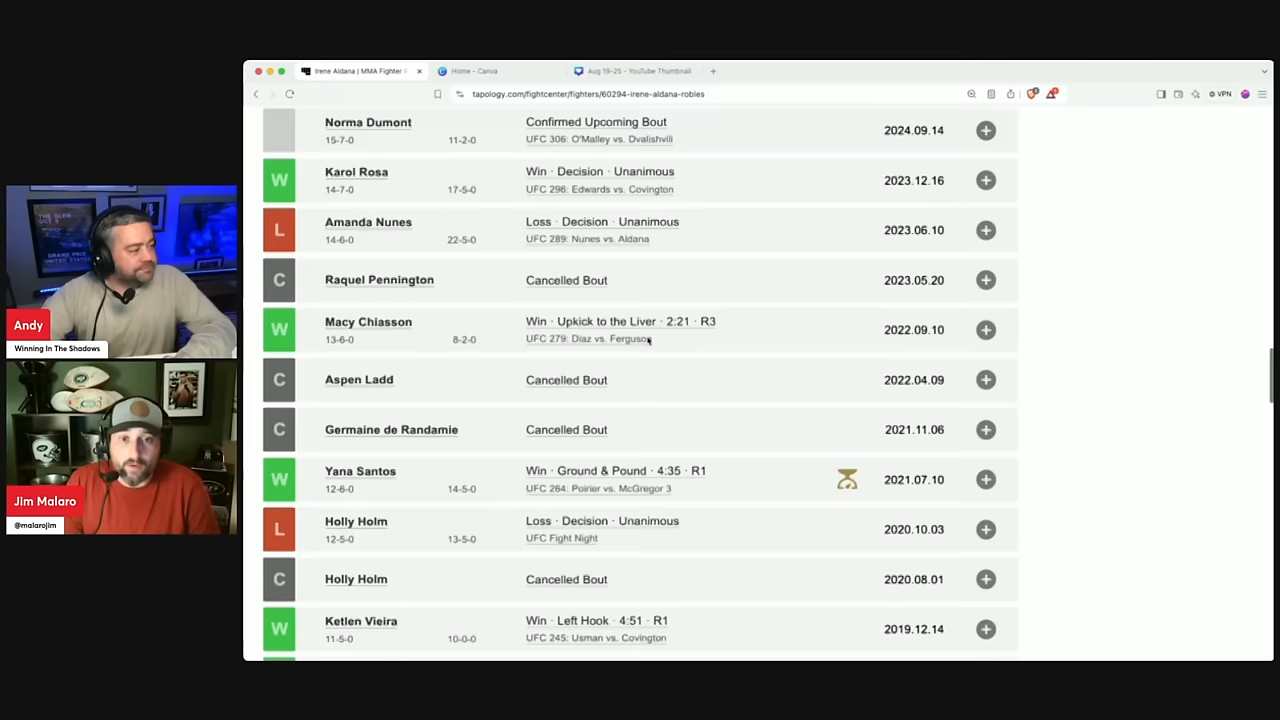 Irene Aldana | MMA Fighter P
Home - Canva
Aug 19-25 - YouTube Thumbnail
tapology.com/fightcenter/fighters/60294-irene-aldana-robles
VPN
Norma Dumont
Confirmed Upcoming Bout
2024.09.14
15-7-0
11-2-0
UFC 306: O'Malley vs. Dvalishvili
W
Karol Rosa
Win · Decision · Unanimous
2023.12.16
14-7-0
17-5-0
UFC 296: Edwards vs. Covington
L
Amanda Nunes
Loss · Decision · Unanimous
2023.06.10
14-6-0
22-5-0
UFC 289: Nunes vs. Aldana
C
Raquel Pennington
Cancelled Bout
2023.05.20
W
Macy Chiasson
Win · Upkick to the Liver · 2:21 · R3
2022.09.10
13-6-0
8-2-0
UFC 279: Diaz vs. Ferguson
C
Aspen Ladd
Cancelled Bout
2022.04.09
C
Germaine de Randamie
Cancelled Bout
2021.11.06
W
Yana Santos
Win · Ground & Pound · 4:35 · R1
2021.07.10
12-6-0
14-5-0
UFC 264: Poirier vs. McGregor 3
L
Holly Holm
Loss · Decision · Unanimous
2020.10.03
12-5-0
13-5-0
UFC Fight Night
C
Holly Holm
Cancelled Bout
2020.08.01
W
Ketlen Vieira
Win · Left Hook · 4:51 · R1
2019.12.14
11-5-0
10-0-0
UFC 245: Usman vs. Covington
THE GLEN
GRAND PRIX
UNITED STATES
Andy
Winning In The Shadows
Jim Malaro
@malarojim